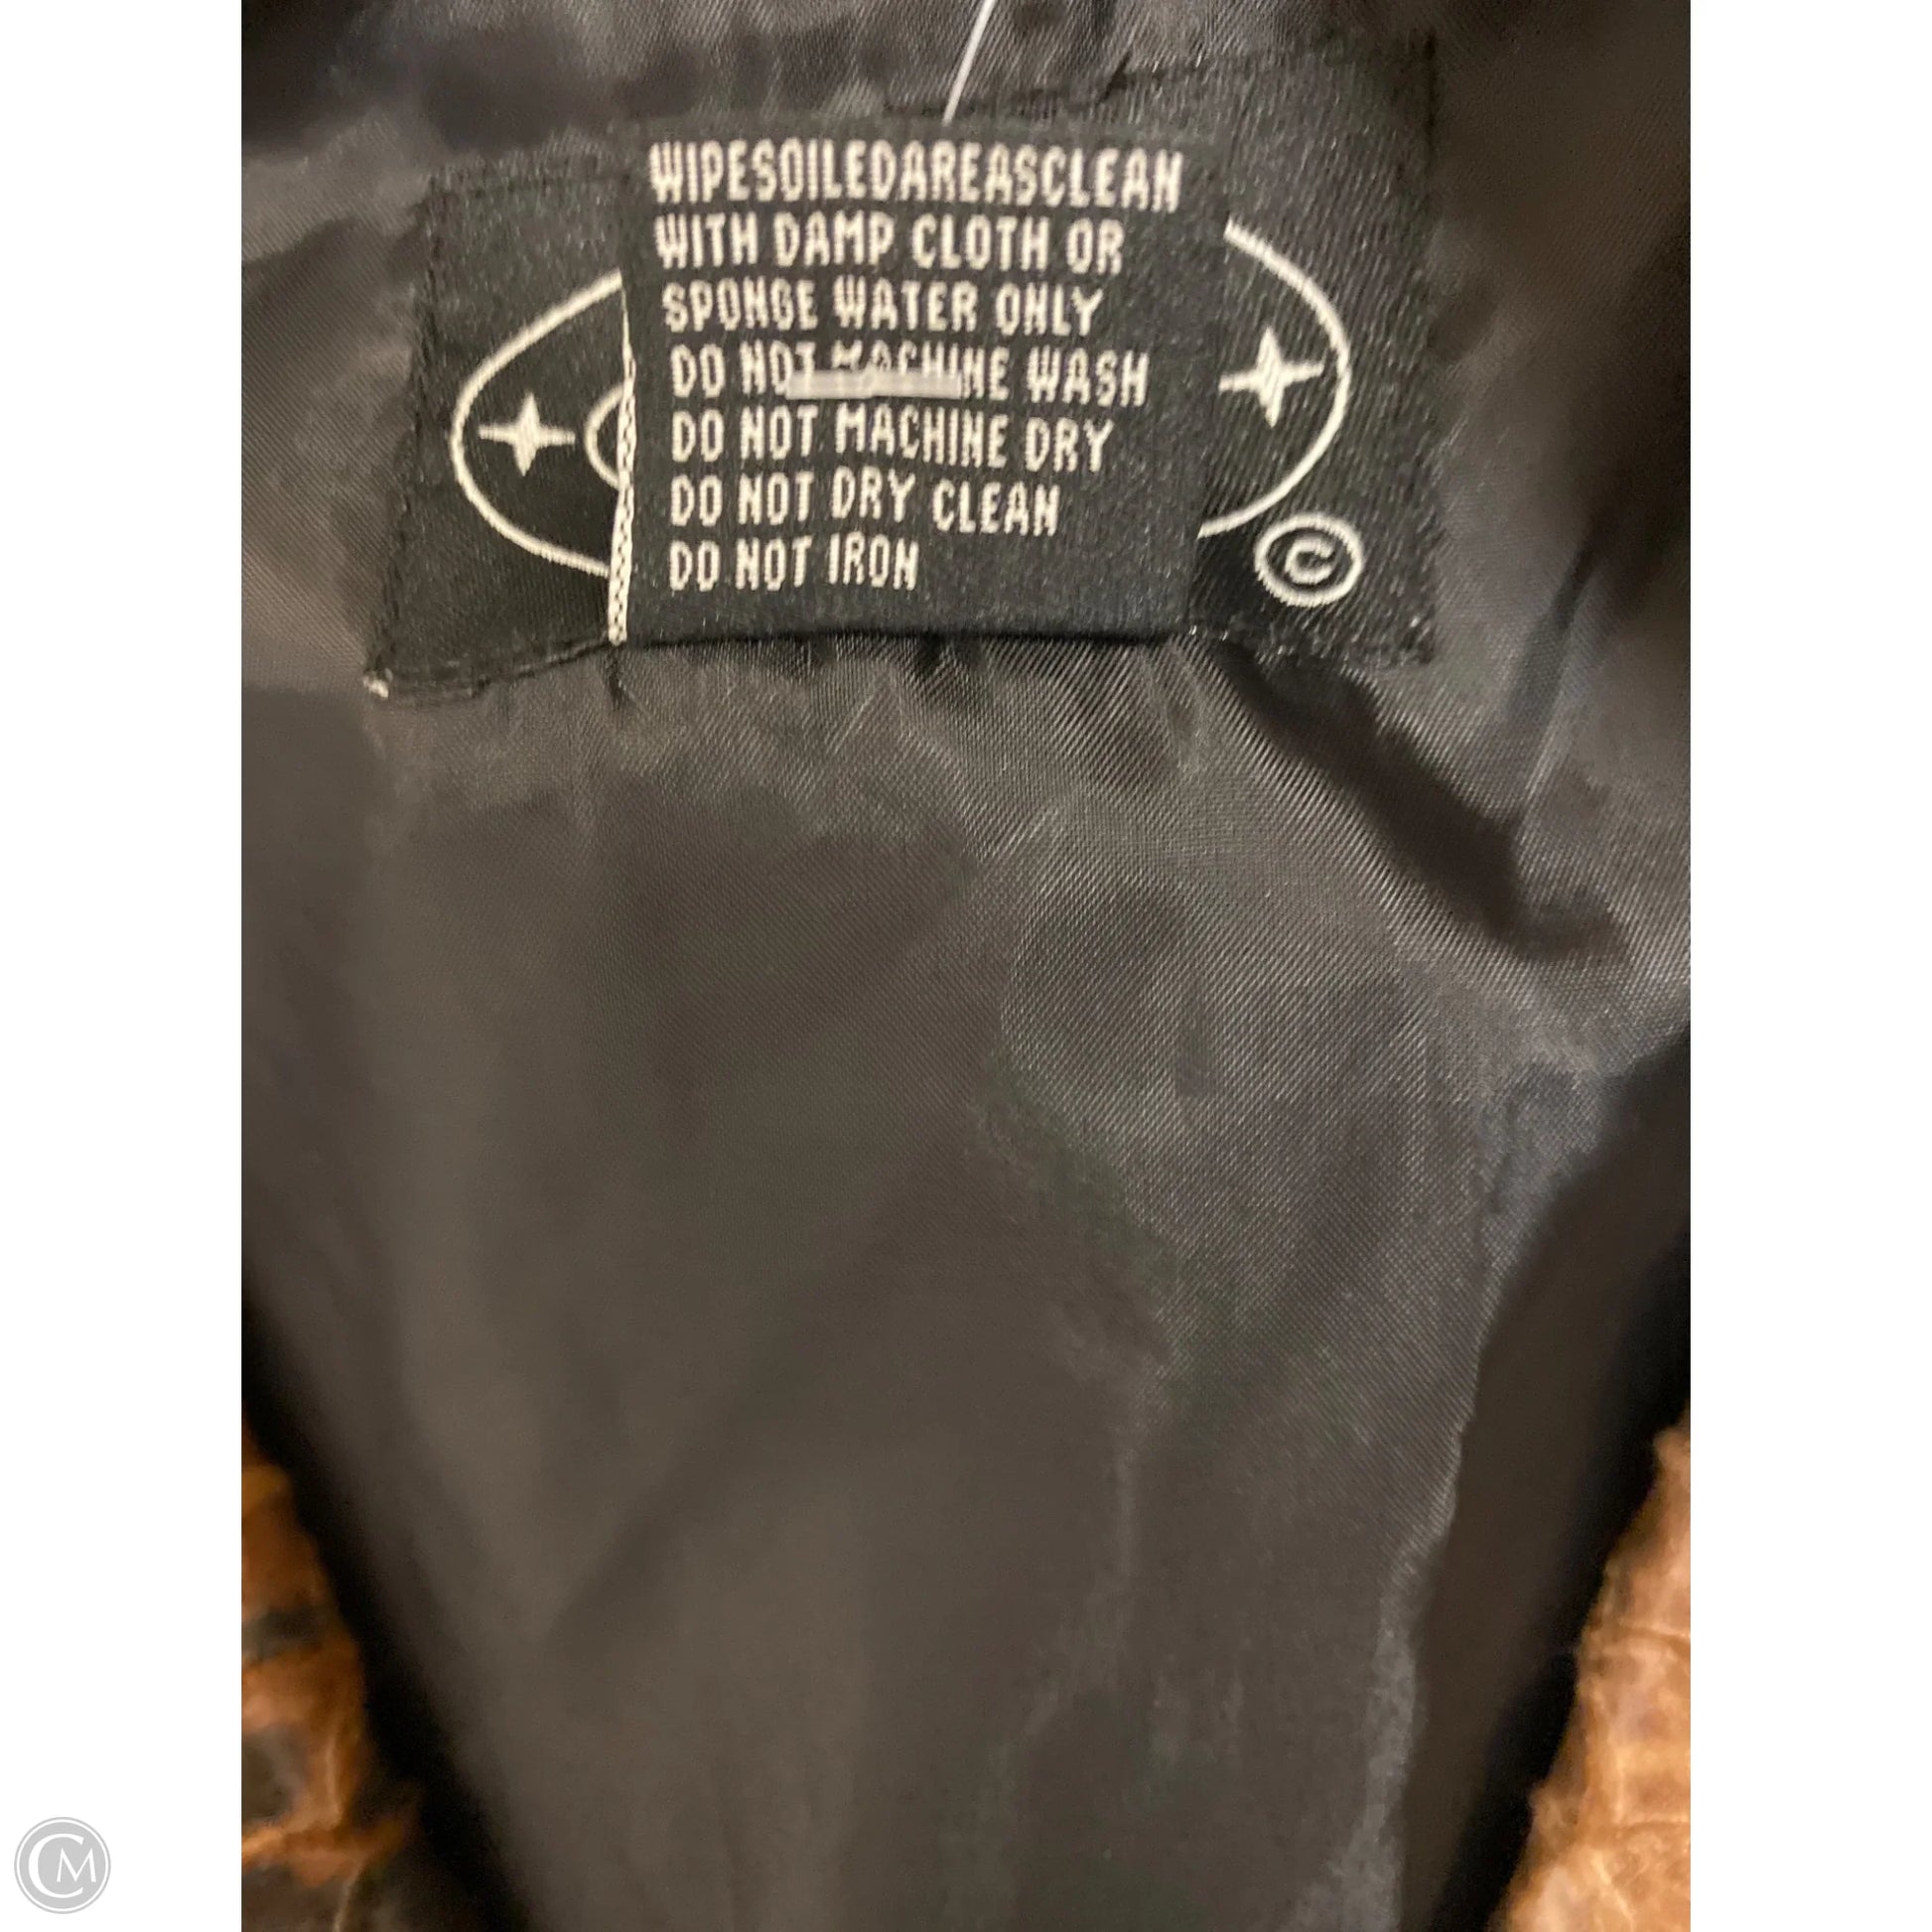 WIPESOILEDAREASCLEAN
WITH DAMP CLOTH OR
SPONGE WATER ONLY
DO NOT MACHINE WASH
DO NOT MACHINE DRY
DO NOT DRY CLEAN
DO NOT IRON
©
CM